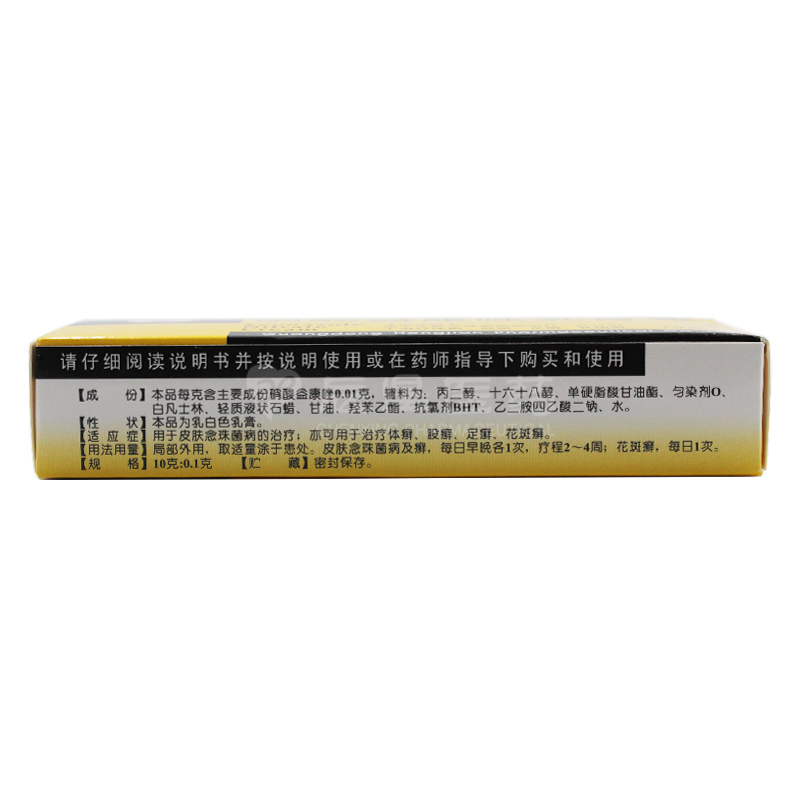 请仔细阅读说明书并按说明使用或在药师指导下购买和使用
【成 份】本品每克含主要成份硝酸益康唑0.01克，辅料为：丙二醇、十六十八醇、单硬脂酸甘油酯、匀染剂O、
白凡士林、轻质液状石蜡、甘油、羟苯乙酯、抗氧剂BHT、乙二胺四乙酸二钠、水。
【性 状】本品为乳白色乳膏。
【适 应 症】用于皮肤念珠菌病的治疗；亦可用于治疗体癣、股癣、足癣、花斑癣。
【用法用量】局部外用，取适量涂于患处。皮肤念珠菌病及癣，每日早晚各1次，疗程2～4周；花斑癣，每日1次。
【规 格】10克:0.1克 【贮 藏】密封保存。